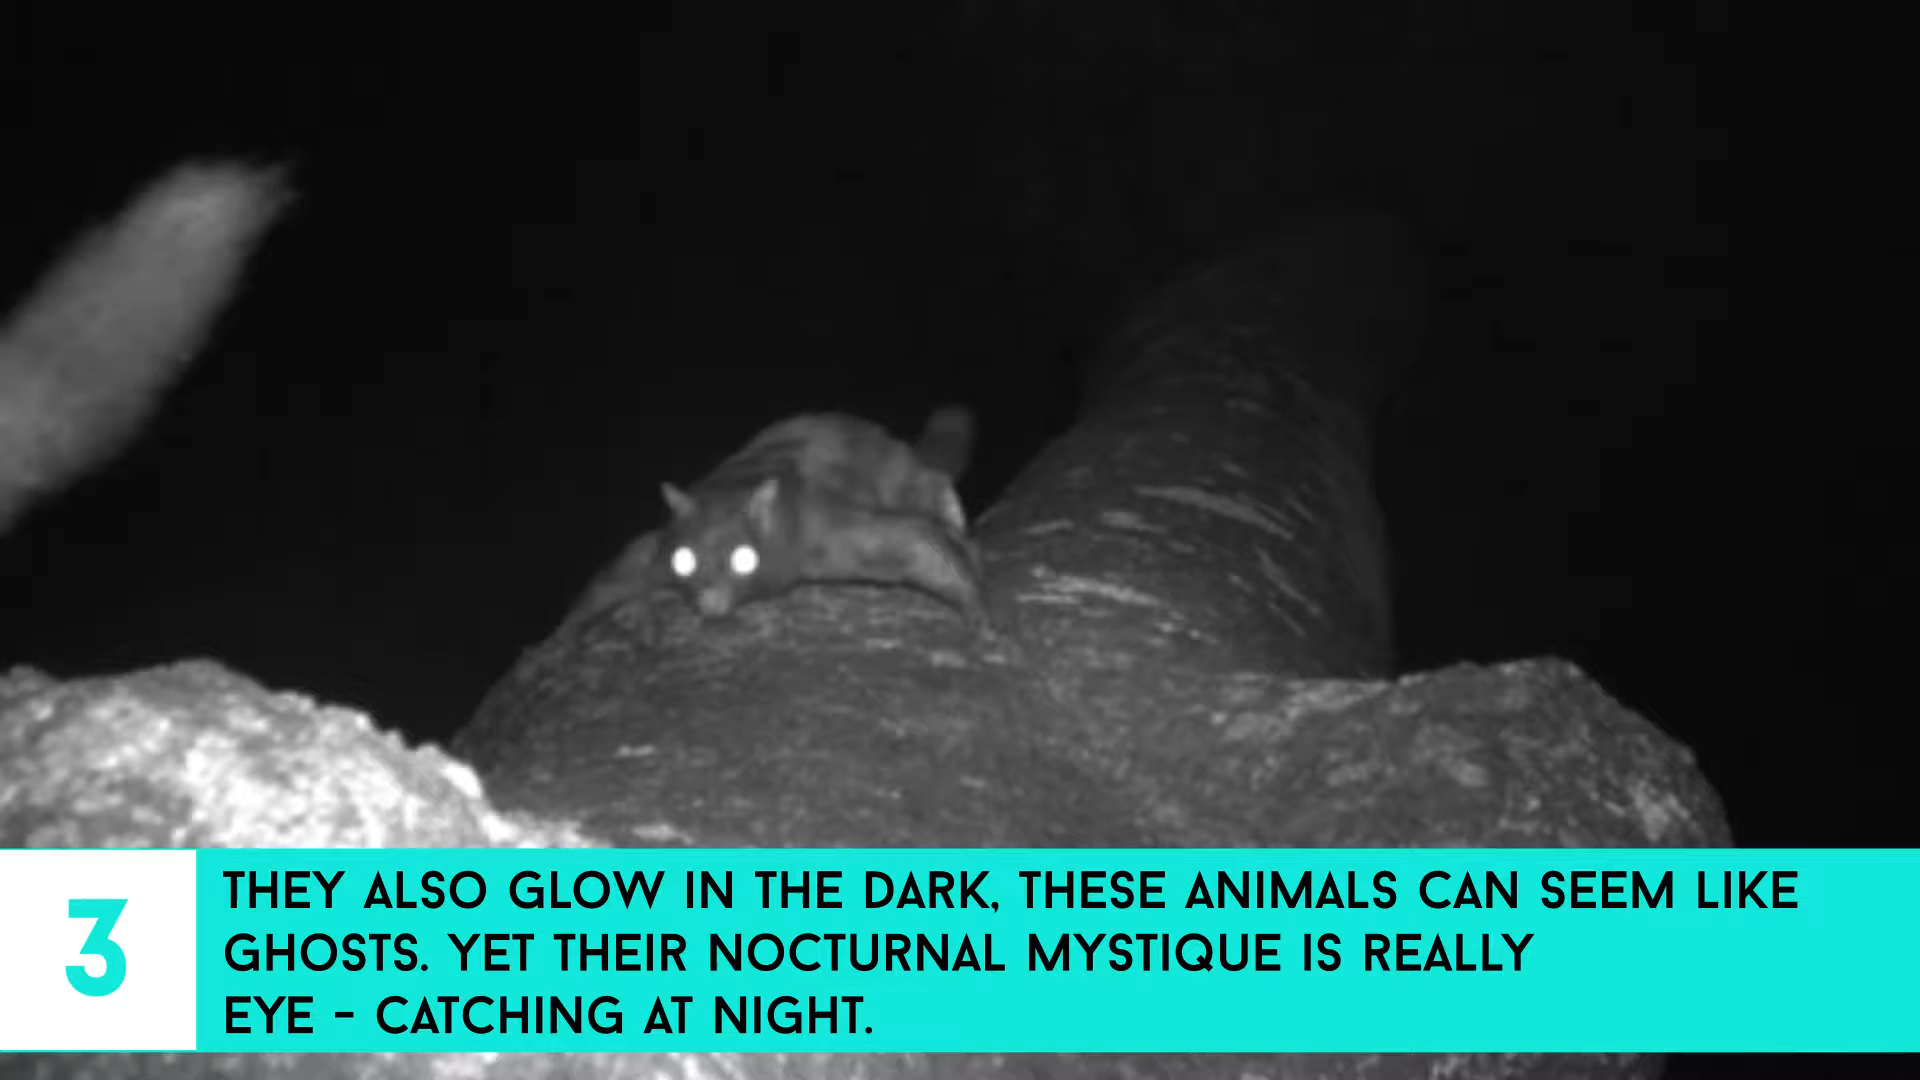 3
THEY ALSO GLOW IN THE DARK, THESE ANIMALS CAN SEEM LIKE
GHOSTS. YET THEIR NOCTURNAL MYSTIQUE IS REALLY
EYE - CATCHING AT NIGHT.